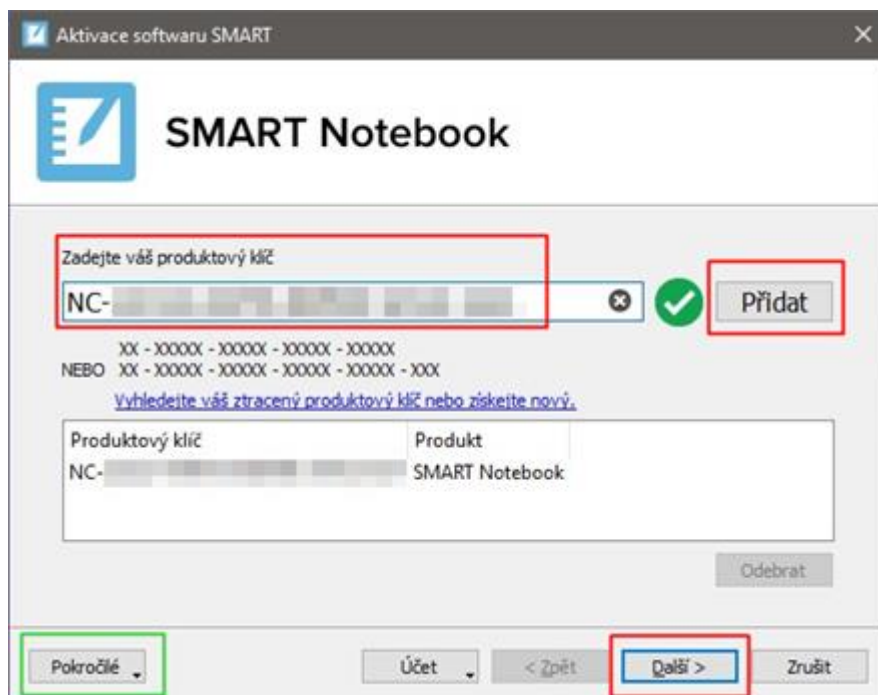 Aktivace softwaru SMART
SMART Notebook
Zadejte váš produktový klíč
NC-
Přidat
XX - XXXXX - XXXXX - XXXXX - XXXXX
NEBO XX - XXXXX - XXXXX - XXXXX - XXXXX - XXX
Vyhledejte váš ztracený produktový klíč nebo získejte nový.
Produktový klíč Produkt
NC- SMART Notebook
Odebrat
Pokročilé Účet < Zpět Další > Zrušit